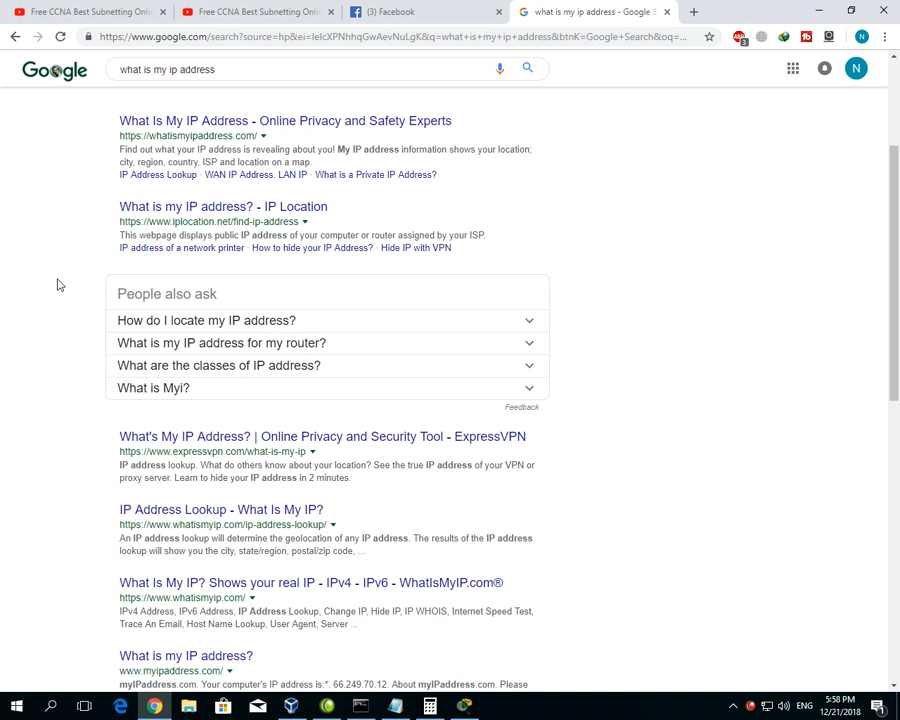 Free CCNA Best Subnetting Onlin
Free CCNA Best Subnetting Onlin
(3) Facebook
what is my ip address - Google S
https://www.google.com/search?source=hp&ei=
Google
what is my ip address
N
What Is My IP Address - Online Privacy and Safety Experts
https://whatismyipaddress.com/
Find out what your IP address is revealing about you! My IP address information shows your location;
city, region, country, ISP and location on a map.
IP Address Lookup · WAN IP Address. LAN IP · What is a Private IP Address?
What is my IP address? - IP Location
https://www.iplocation.net/find-ip-address
This webpage displays public IP address of your computer or router assigned by your ISP.
IP address of a network printer · How to hide your IP Address? · Hide IP with VPN
People also ask
How do I locate my IP address?
What is my IP address for my router?
What are the classes of IP address?
What is Myi?
Feedback
What's My IP Address? | Online Privacy and Security Tool - ExpressVPN
https://www.expressvpn.com/what-is-my-ip
IP address lookup. What do others know about your location? See the true IP address of your VPN or
proxy server. Learn to hide your IP address in 2 minutes.
IP Address Lookup - What Is My IP?
https://www.whatismyip.com/ip-address-lookup/
An IP address lookup will determine the geolocation of any IP address. The results of the IP address
lookup will show you the city, state/region, postal/zip code, ...
What Is My IP? Shows your real IP - IPv4 - IPv6 - WhatIsMyIP.com®
https://www.whatismyip.com/
IPv4 Address, IPv6 Address, IP Address Lookup, Change IP, Hide IP, IP WHOIS, Internet Speed Test,
Trace An Email, Host Name Lookup, User Agent, Server ...
What is my IP address?
www.myipaddress.com/
myIPaddress.com. Your computer's IP address is:*. 66.249.70.12. About myIPaddress.com. Please
ENG
5:58 PM
12/21/2018